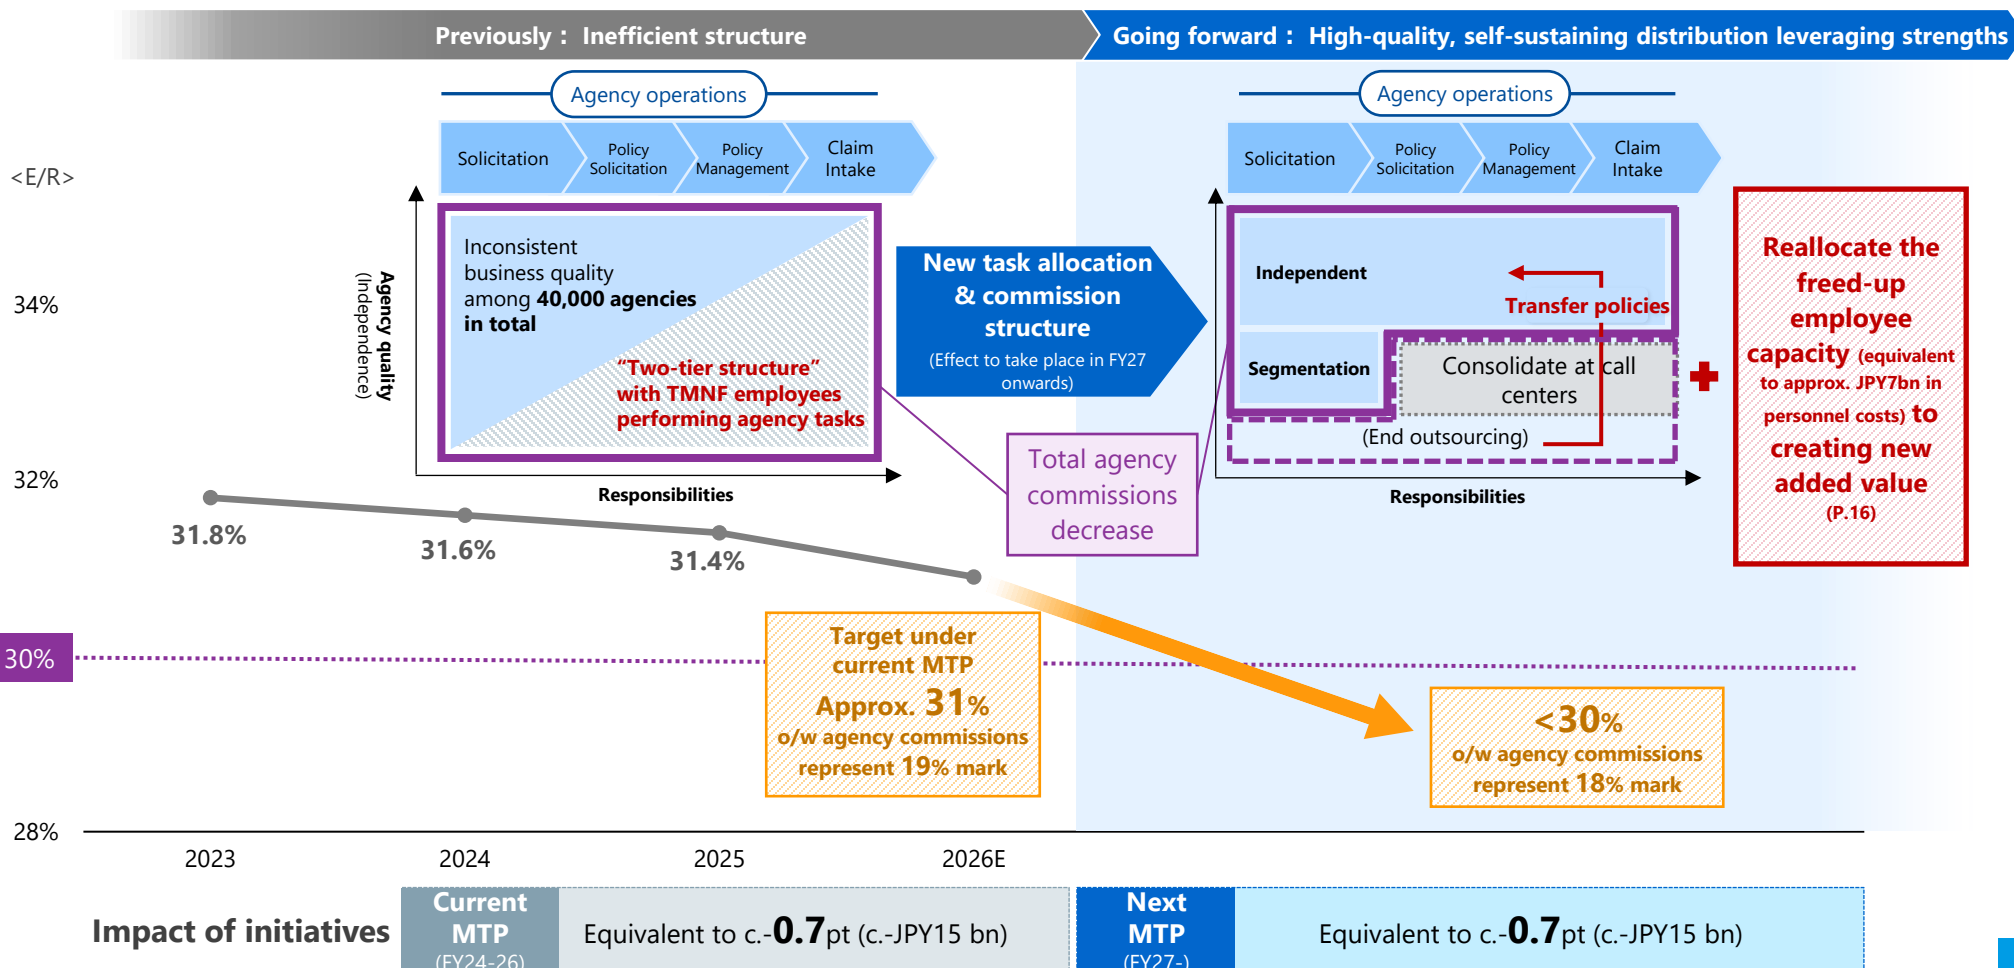 Previously： Inefficient structure
Going forward： High-quality, self-sustaining distribution leveraging strengths
Agency operations
Solicitation
Policy
Solicitation
Policy
Management
Claim
Intake
<E/R>
34%
32%
30%
28%
Agency quality
(Independence)
Inconsistent
business quality
among 40,000 agencies
in total
“Two-tier structure”
with TMNF employees
performing agency tasks
Responsibilities
New task allocation
& commission
structure
(Effect to take place in FY27
onwards)
Total agency
commissions
decrease
Agency operations
Solicitation
Policy
Solicitation
Policy
Management
Claim
Intake
Independent
Transfer policies
Segmentation
Consolidate at call
centers
(End outsourcing)
Responsibilities
Reallocate the
freed-up
employee
capacity (equivalent
to approx. JPY7bn in
personnel costs) to
creating new
added value
(P.16)
31.8%
31.6%
31.4%
Target under
current MTP
Approx. 31%
o/w agency commissions
represent 19% mark
<30%
o/w agency commissions
represent 18% mark
2023
2024
2025
2026E
Impact of initiatives
Current
MTP
(FY24-26)
Equivalent to c.-0.7pt (c.-JPY15 bn)
Next
MTP
(FY27-)
Equivalent to c.-0.7pt (c.-JPY15 bn)